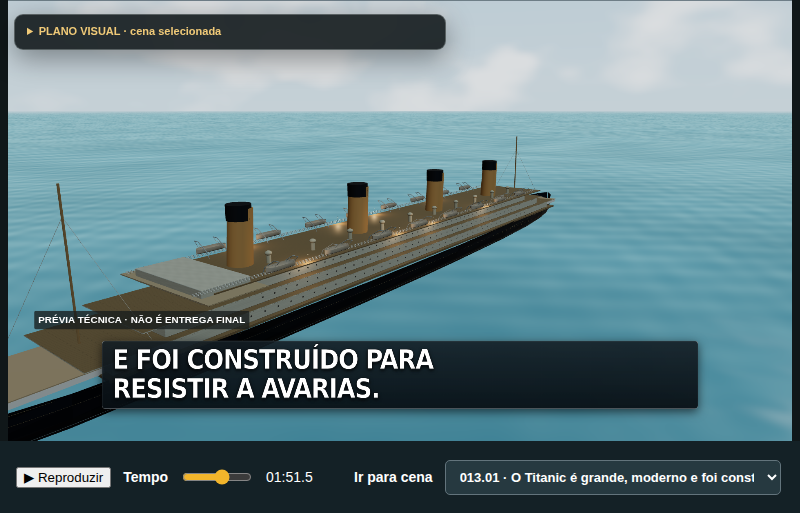 ▶ PLANO VISUAL · cena selecionada
PRÉVIA TÉCNICA · NÃO É ENTREGA FINAL
E FOI CONSTRUÍDO PARA
RESISTIR A AVARIAS.
▶ Reproduzir Tempo 01:51.5 Ir para cena 013.01 · O Titanic é grande, moderno e foi const